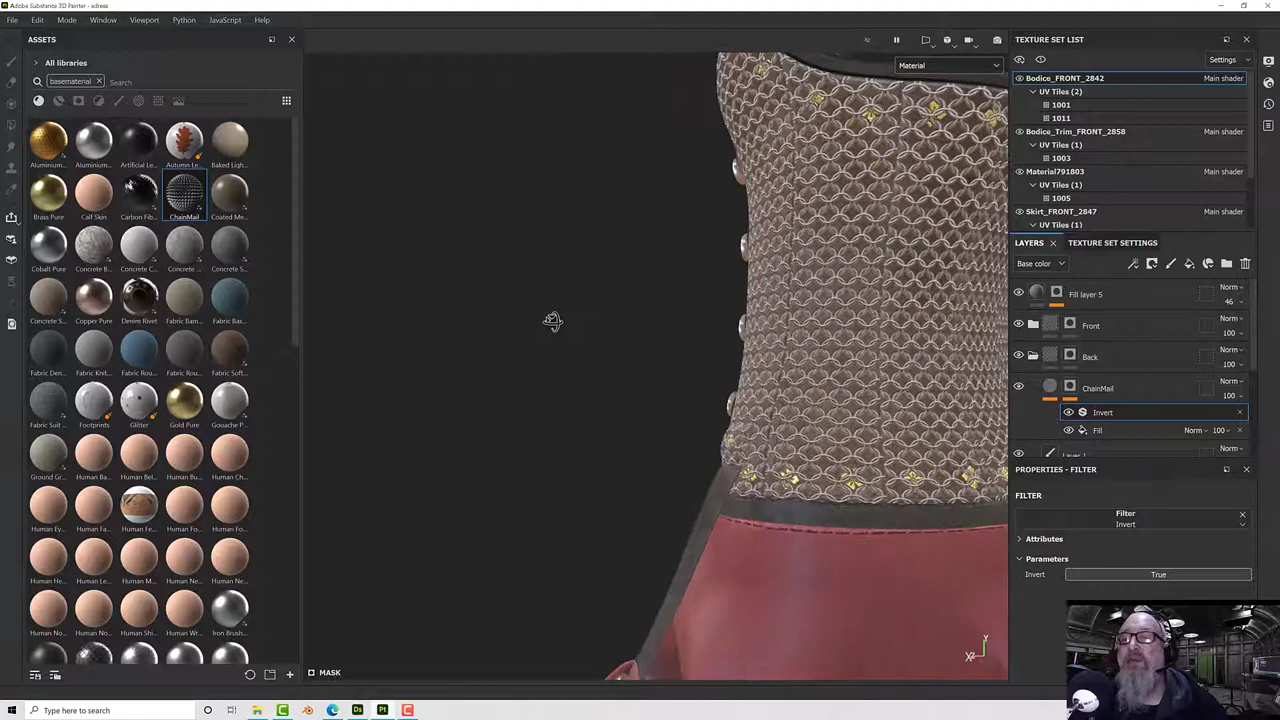 Adobe Substance 3D Painter - xdress
File Edit Mode Window Viewport Python JavaScript Help
ASSETS
All libraries
basematerial Search
Aluminium... Aluminium... Artificial Le... Autumn Le... Baked Ligh...
Brass Pure Calf Skin Carbon Fib... ChainMail Coated Me...
Cobalt Pure Concrete B... Concrete C... Concrete ... Concrete S...
Concrete S... Copper Pure Denim Rivet Fabric Bam... Fabric Bas...
Fabric Den... Fabric Knit... Fabric Rou... Fabric Rou... Fabric Soft...
Fabric Suit... Footprints Glitter Gold Pure Gouache P...
Ground Gr... Human Ba... Human Bel... Human Bu... Human Ch...
Human Ey... Human Fa... Human Fe... Human Fo... Human Fo...
Human He... Human Le... Human M... Human Ne... Human Ne...
Human No... Human No... Human Shi... Human Wr... Iron Brush...
Material
MASK
Y
X
TEXTURE SET LIST
Settings
Bodice_FRONT_2842 Main shader
UV Tiles (2)
1001
1011
Bodice_Trim_FRONT_2858 Main shader
UV Tiles (1)
1003
Material791803 Main shader
UV Tiles (1)
1005
Skirt_FRONT_2847 Main shader
UV Tiles (1)
LAYERS TEXTURE SET SETTINGS
Base color
Fill layer 5 Norm 46
Front Norm 100
Back Norm 100
ChainMail Norm 100
Invert
Fill Norm 100
Layer 1 Norm
PROPERTIES - FILTER
FILTER
Filter
Invert
Attributes
Parameters
Invert True
Type here to search
Ds Pt C